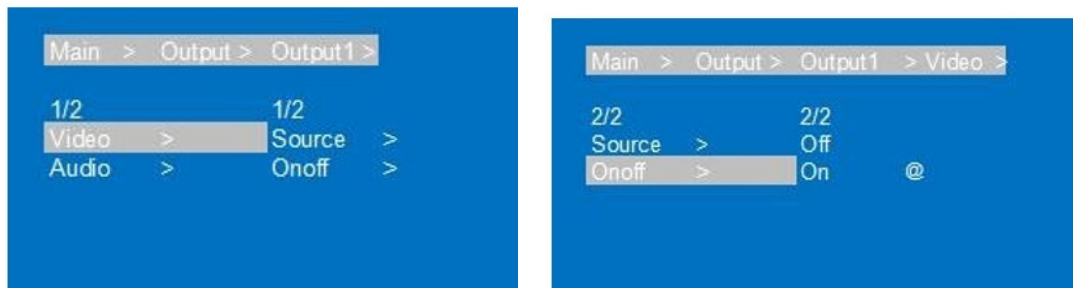 Main > Output > Output1 >
1/2 1/2
Video > Source >
Audio > Onoff >
Main > Output > Output1 > Video >
2/2 2/2
Source > Off
Onoff > On @